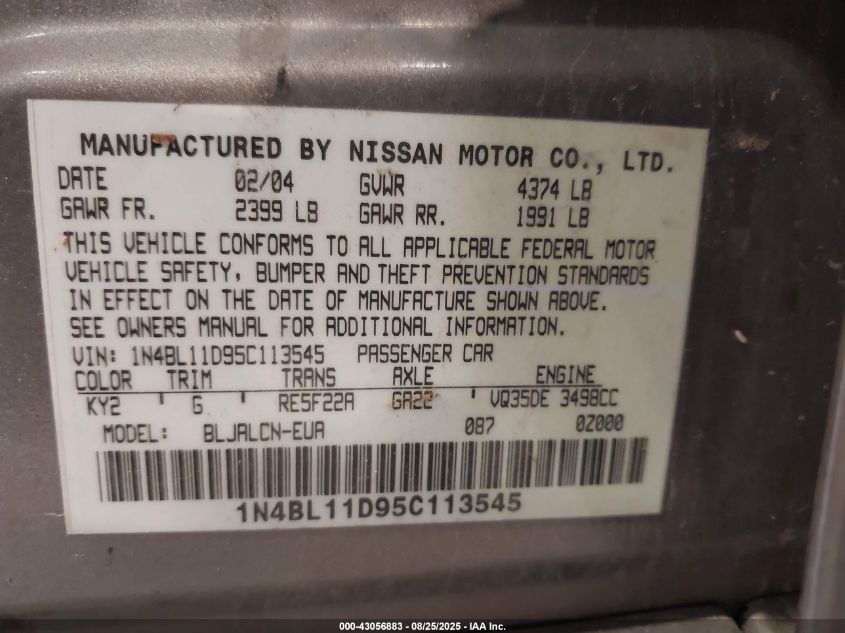 MANUFACTURED BY NISSAN MOTOR CO., LTD.
DATE 02/04 GVWR 4374 LB
GAWR FR. 2399 LB GAWR RR. 1991 LB
THIS VEHICLE CONFORMS TO ALL APPLICABLE FEDERAL MOTOR
VEHICLE SAFETY, BUMPER AND THEFT PREVENTION STANDARDS
IN EFFECT ON THE DATE OF MANUFACTURE SHOWN ABOVE.
SEE OWNERS MANUAL FOR ADDITIONAL INFORMATION.
VIN: 1N4BL11D95C113545 PASSENGER CAR
COLOR TRIM TRANS AXLE ENGINE
KY2 ' G ' RE5F22A GA22 ' VQ35DE 3498CC
MODEL: BLJALCN-EUA 087 0Z000
1N4BL11D95C113545
000-43056883 - 08/25/2025 - IAA Inc.